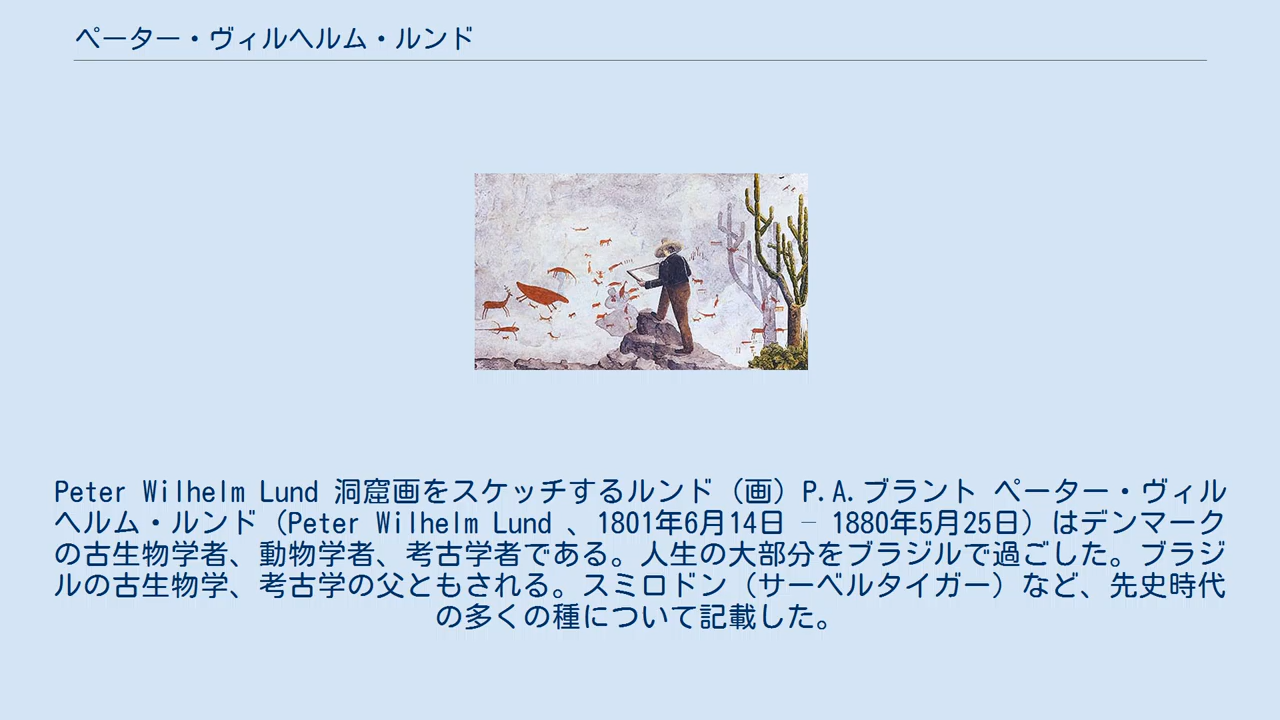 ペーター・ヴィルヘルム・ルンド
Peter Wilhelm Lund 洞窟画をスケッチするルンド（画）P.A.ブラント ペーター・ヴィル
ヘルム・ルンド（Peter Wilhelm Lund 、1801年6月14日 – 1880年5月25日）はデンマーク
の古生物学者、動物学者、考古学者である。人生の大部分をブラジルで過ごした。ブラジ
ルの古生物学、考古学の父ともされる。スミロドン（サーベルタイガー）など、先史時代
の多くの種について記載した。